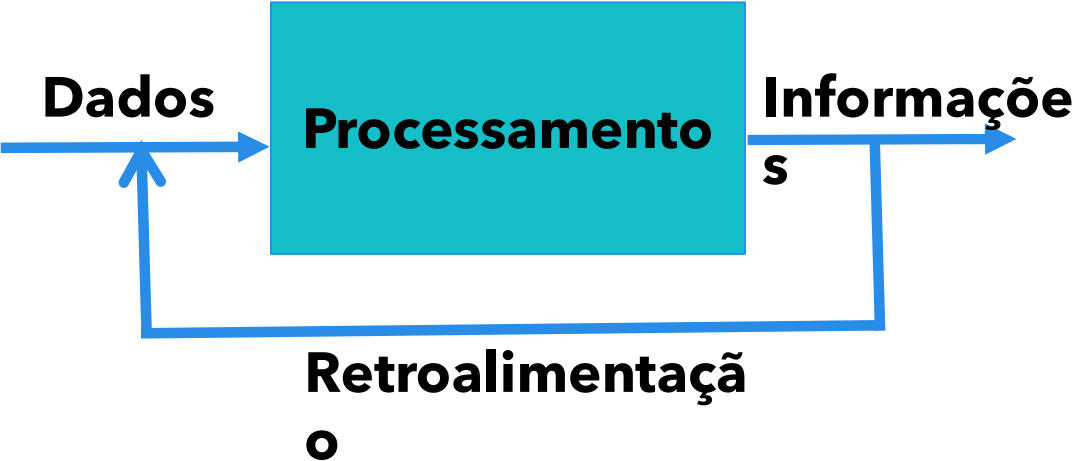 Dados
Processamento
Informaçõe
s
Retroalimentaçã
o